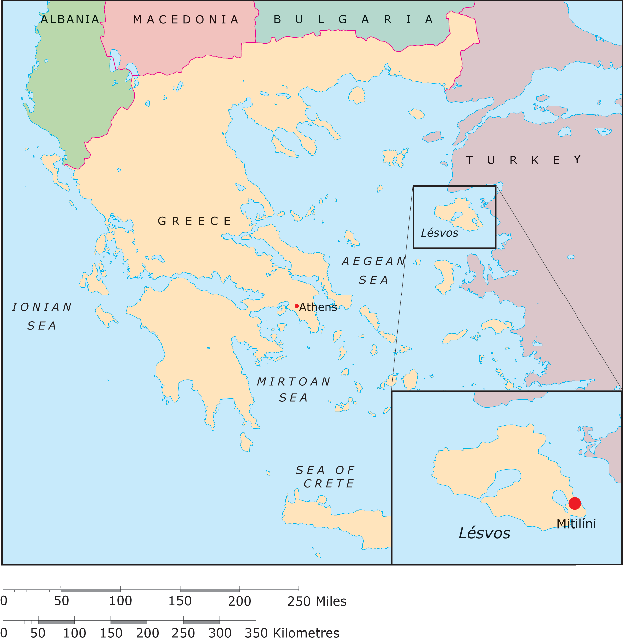 ALBANIA
MACEDONIA
BULGARIA
TURKEY
GREECE
Lésvos
AEGEAN
SEA
IONIAN
SEA
Athens
MIRTOAN
SEA
SEA OF
CRETE
Mitilíni
Lésvos
0 50 100 150 200 250 Miles
0 50 100 150 200 250 300 350 Kilometres